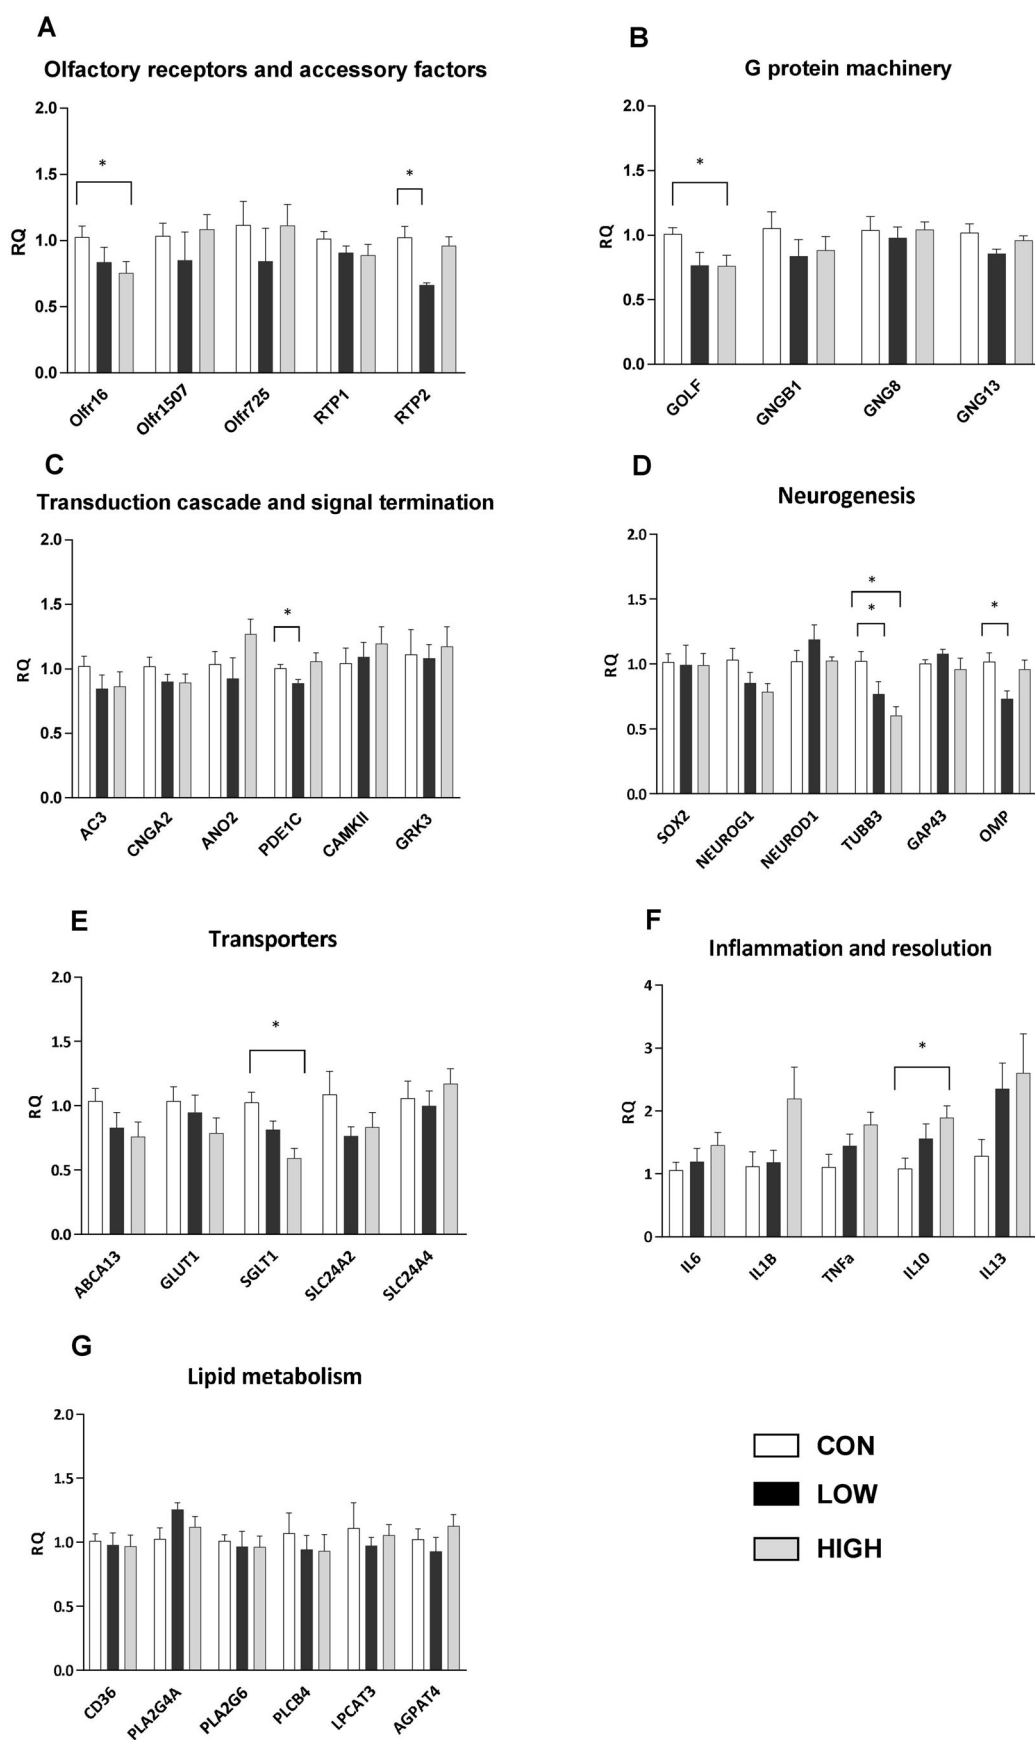 A
Olfactory receptors and accessory factors
*
*
2.0
1.5
1.0
0.5
0.0
RQ
Olfr16 Olfr1507 Olfr725 RTP1 RTP2
B
G protein machinery
*
2.0
1.5
1.0
0.5
0.0
RQ
GOLF GNGB1 GNG8 GNG13
C
Transduction cascade and signal termination
*
2.0
1.5
1.0
0.5
0.0
RQ
AC3 CNGA2 ANO2 PDE1C CAMKII GRK3
D
Neurogenesis
*
*
*
2.0
1.5
1.0
0.5
0.0
RQ
SOX2 NEUROG1 NEUROD1 TUBB3 GAP43 OMP
E
Transporters
*
2.0
1.5
1.0
0.5
0.0
RQ
ABCA13 GLUT1 SGLT1 SLC24A2 SLC24A4
F
Inflammation and resolution
*
4
3
2
1
0
RQ
IL6 IL1B TNFa IL10 IL13
G
Lipid metabolism
2.0
1.5
1.0
0.5
0.0
RQ
CD36 PLA2G4A PLA2G6 PLCB4 LPCAT3 AGPAT4
CON
LOW
HIGH